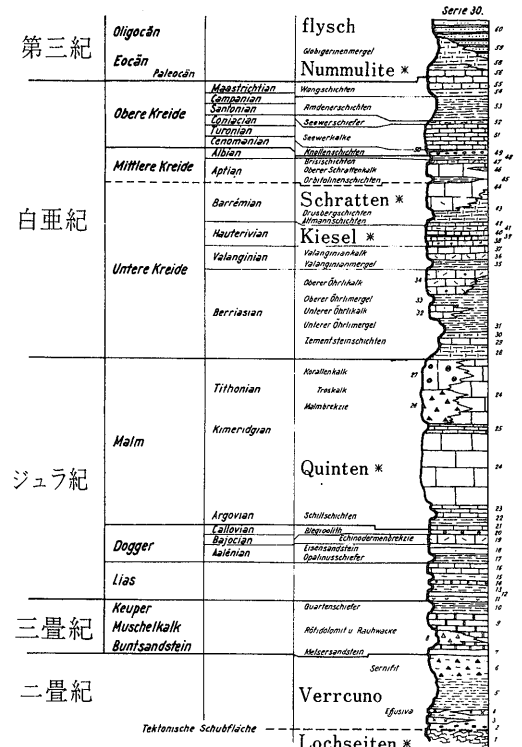 Serie 30.
Oligocän
flysch
第三紀
Eocän
Globigerinenmergel
Paleocän
Nummulite *
Maastrichtian
Wangschichten
Campanian
Obere Kreide
Santonian
Amdenerschichten
Coniacian
Seewerschiefer
Turonian
Seewerkalke
Cenomanian
Albian
Knollenschichten
Mittlere Kreide
Brisischichten
Aptian
Oberer Schrattenkalk
Orbitolinenschichten
白亜紀
Barrémian
Schratten *
Drusbergschichten
Altmannschichten
Hauterivian
Kiesel *
Untere Kreide
Valanginian
Valanginiankalk
Valanginianmergel
Oberer Öhrlikalk
Oberer Öhrlimergel
Berriasian
Unterer Öhrlikalk
Unterer Öhrlimergel
Zementsteinschichten
Korallenkalk
Tithonian
Troskalk
Malmbrekzie
Malm
Kimeridgian
ジュラ紀
Quinten *
Argovian
Schiltschichten
Callovian
Blegioolith
Dogger
Bajocian
Echinodermenbrekzie
Aalénian
Eisensandstein
Opalinusschiefer
Lias
Keuper
Quartenschiefer
三畳紀
Muschelkalk
Rötidolomit u Rauhwacke
Buntsandstein
Melsersandstein
二畳紀
Sernifit
Verrcuno
Effusiva
Tektonische Schubfläche
Lochseiten *